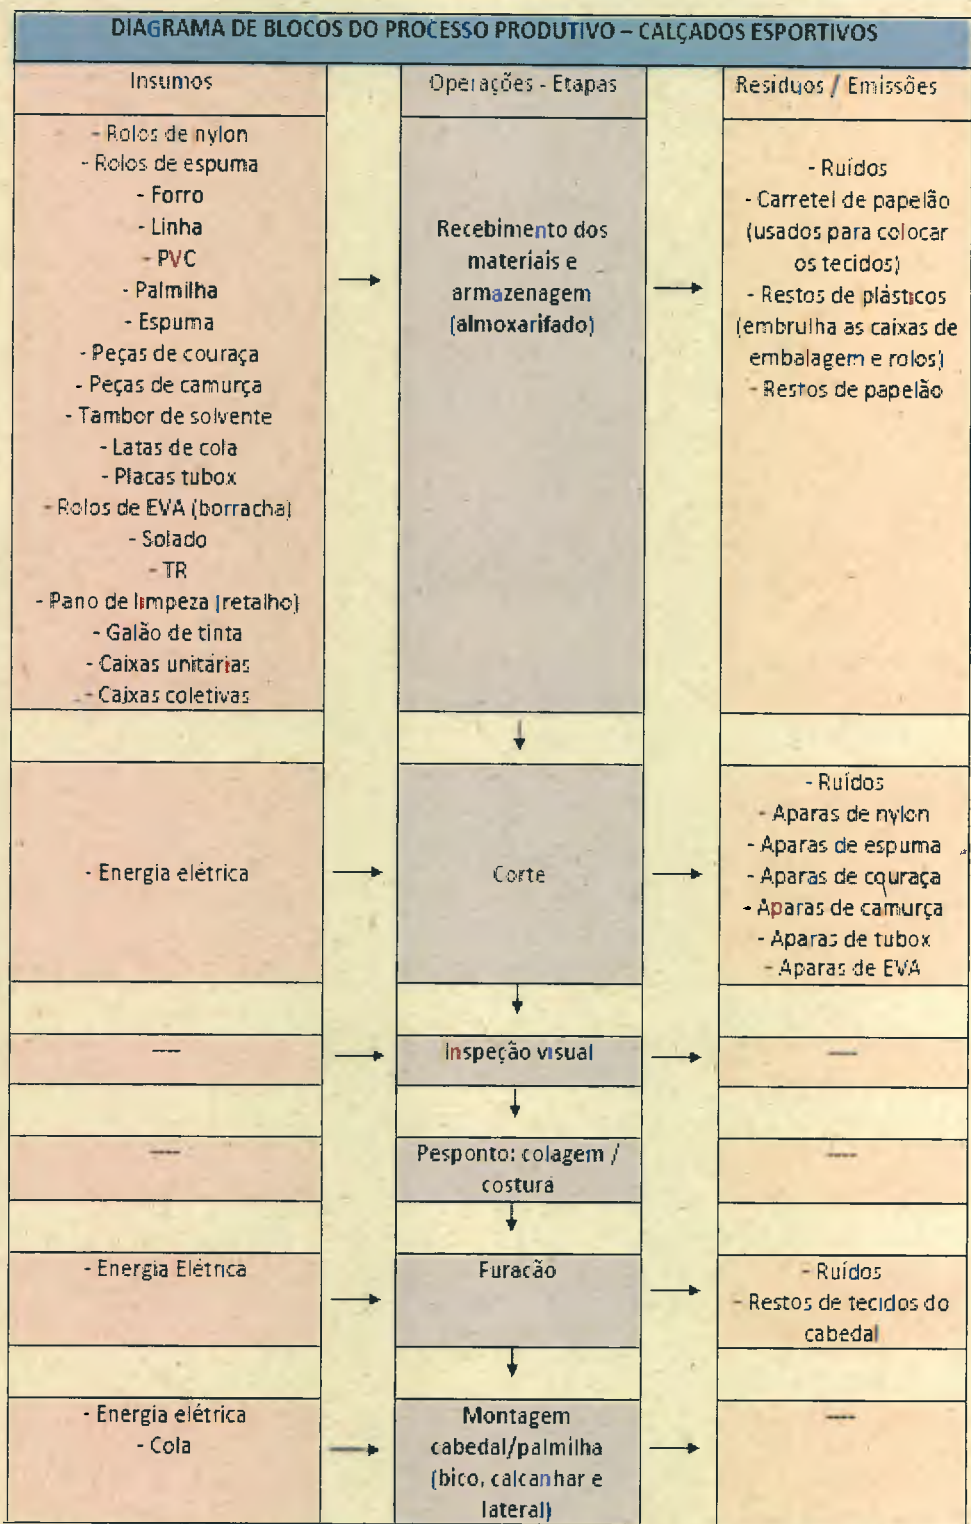 DIAGRAMA DE BLOCOS DO PROCESSO PRODUTIVO – CALÇADOS ESPORTIVOS
Insumos
Operações - Etapas
Resíduos / Emissões
- Rolos de nylon
- Rolos de espuma
- Forro
- Linha
- PVC
- Palmilha
- Espuma
- Peças de couraça
- Peças de camurça
- Tambor de solvente
- Latas de cola
- Placas tubox
- Rolos de EVA (borracha)
- Solado
- TR
- Pano de limpeza (retalho)
- Galão de tinta
- Caixas unitárias
- Caixas coletivas
Recebimento dos
materiais e
armazenagem
(almoxarifado)
- Ruídos
- Carretel de papelão
(usados para colocar
os tecidos)
- Restos de plásticos
(embrulha as caixas de
embalagem e rolos)
- Restos de papelão
- Energia elétrica
Corte
- Ruídos
- Aparas de nylon
- Aparas de espuma
- Aparas de couraça
- Aparas de camurça
- Aparas de tubox
- Aparas de EVA
----
Inspeção visual
----
----
Pesponto: colagem /
costura
----
- Energia Elétrica
Furacão
- Ruídos
- Restos de tecidos do
cabedal
- Energia elétrica
- Cola
Montagem
cabedal/palmilha
(bico, calcanhar e
lateral)
----